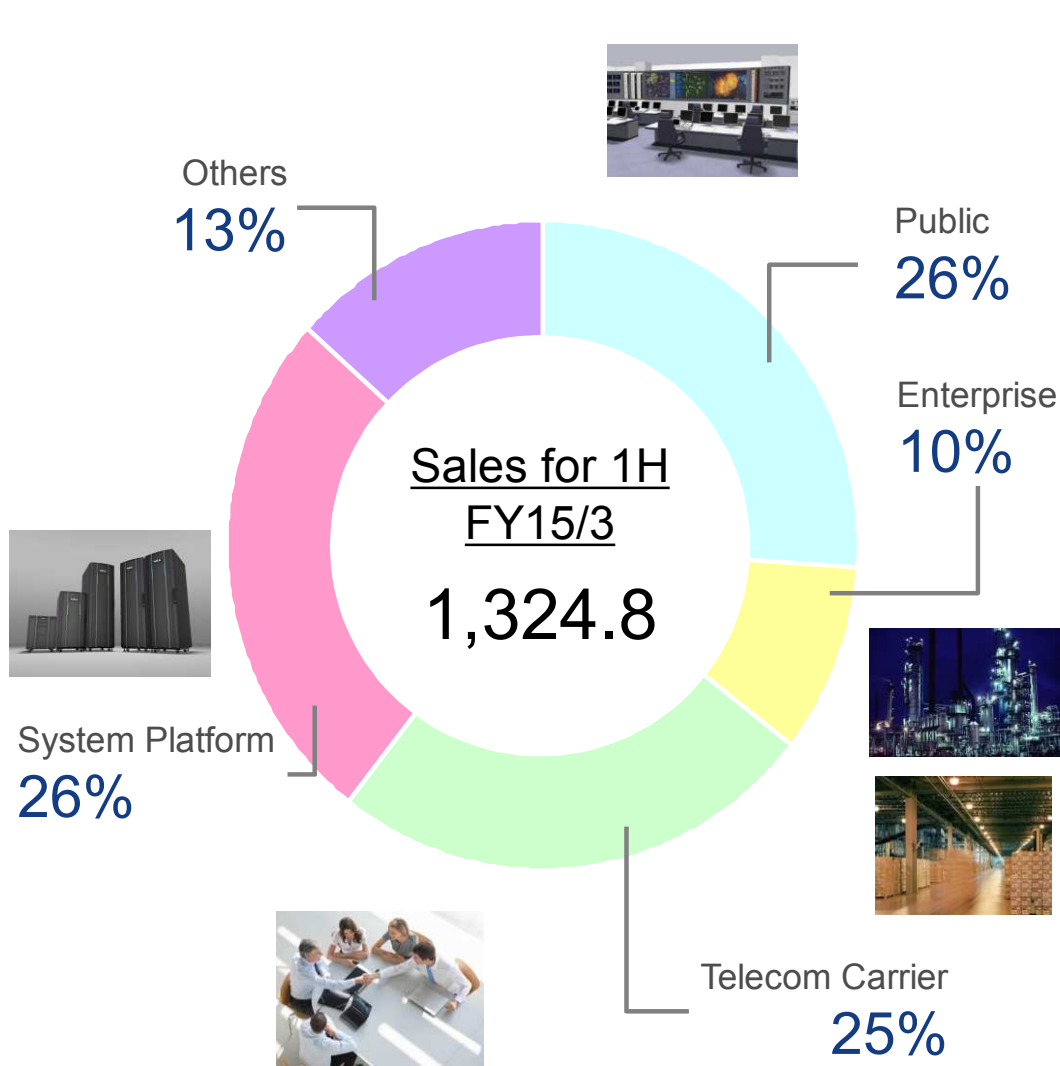 Others
13%
Public
26%
Enterprise
10%
Sales for 1H
FY15/3
1,324.8
System Platform
26%
Telecom Carrier
25%